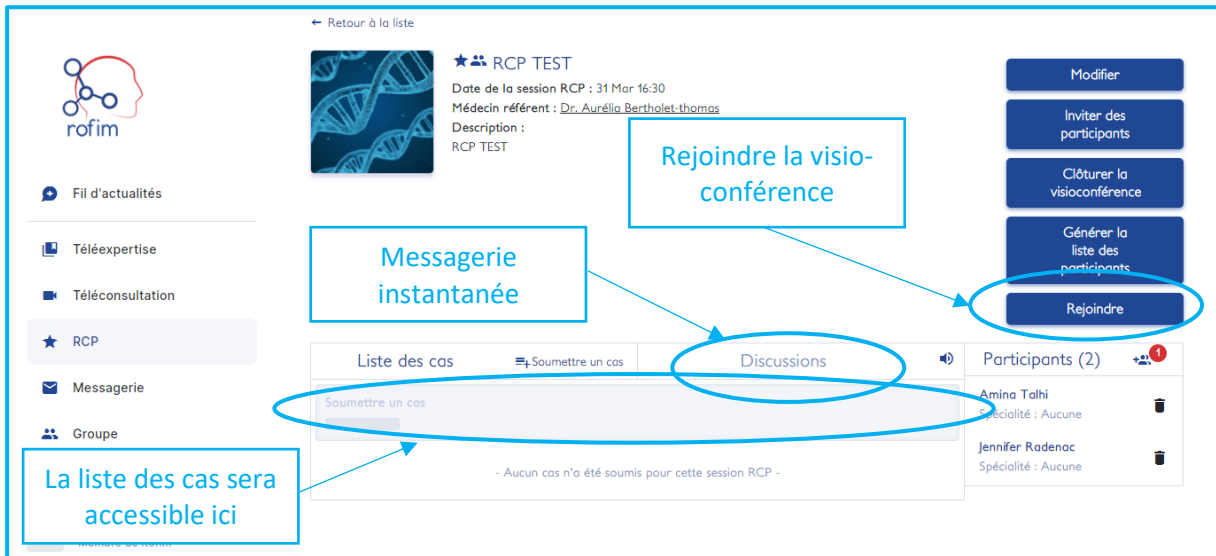 ← Retour à la liste
rofim
RCP TEST
Date de la session RCP : 31 Mar 16:30
Médecin référent : Dr. Aurélia Bertholet-thomas
Description :
RCP TEST
Modifier
Inviter des
participants
Clôturer la
visioconférence
Générer la
liste des
participants
Rejoindre
Rejoindre la visio-
conférence
Messagerie
instantanée
Fil d'actualités
Téléexpertise
Téléconsultation
RCP
Messagerie
Groupe
Liste des cas
Soumettre un cas
Discussions
Participants (2)
1
Soumettre un cas
- Aucun cas n'a été soumis pour cette session RCP -
Amina Talhi
Spécialité : Aucune
Jennifer Radenac
Spécialité : Aucune
La liste des cas sera
accessible ici
Membre de Rofim